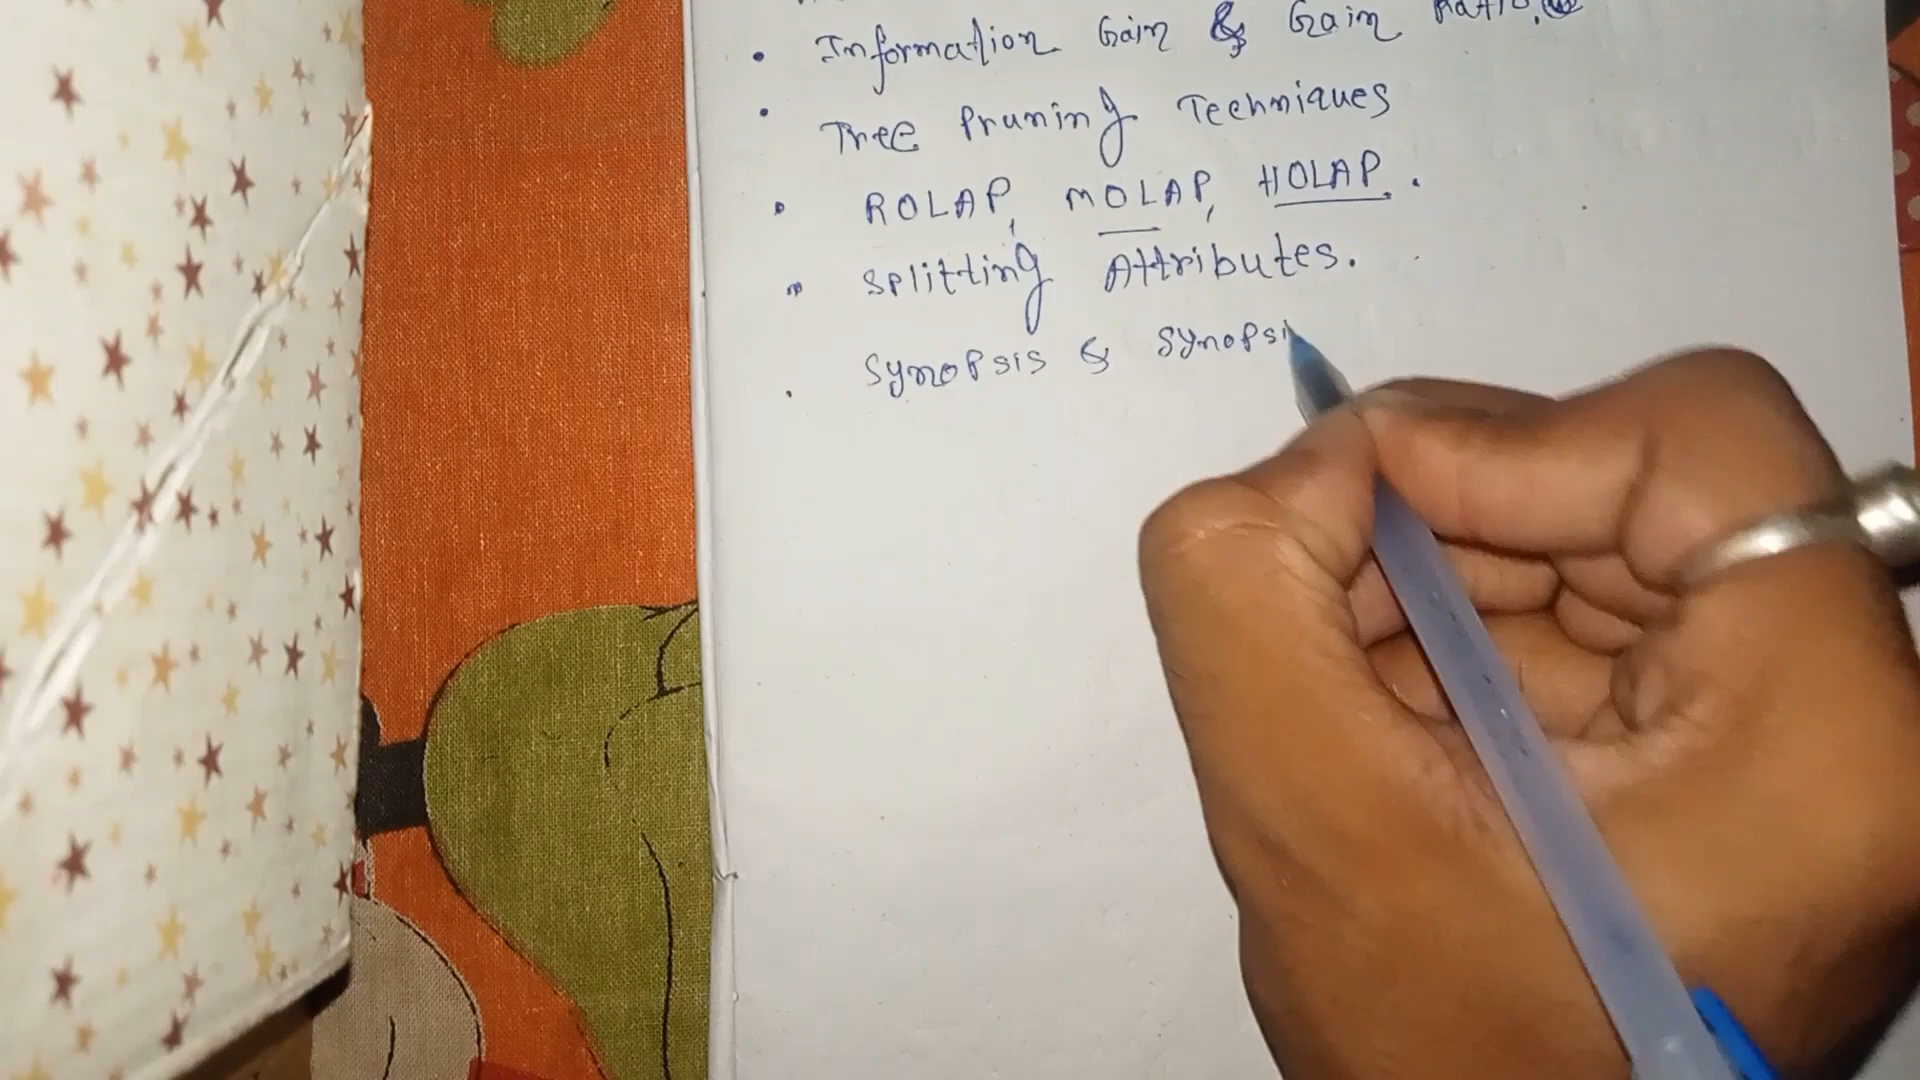 • Information Gain & Gain Ratio.
• Tree Pruning Techniques
• ROLAP, MOLAP, HOLAP.
• Splitting Attributes.
• Synopsis & Synopsi